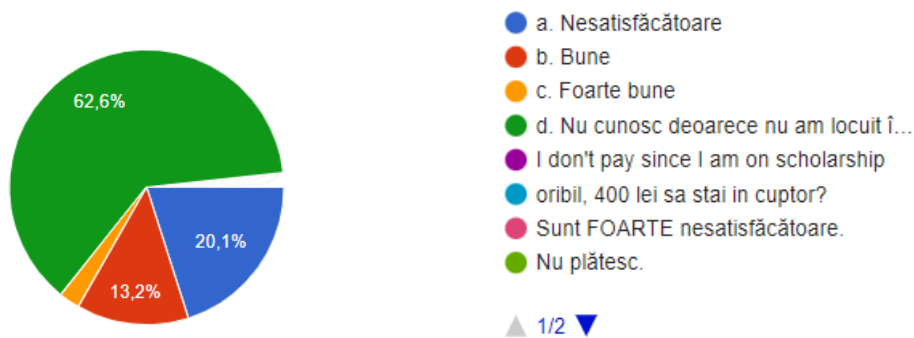 62,6%
20,1%
13,2%
a. Nesatisfăcătoare
b. Bune
c. Foarte bune
d. Nu cunosc deoarece nu am locuit î...
I don't pay since I am on scholarship
oribil, 400 lei sa stai in cuptor?
Sunt FOARTE nesatisfăcătoare.
Nu plătesc.
1/2